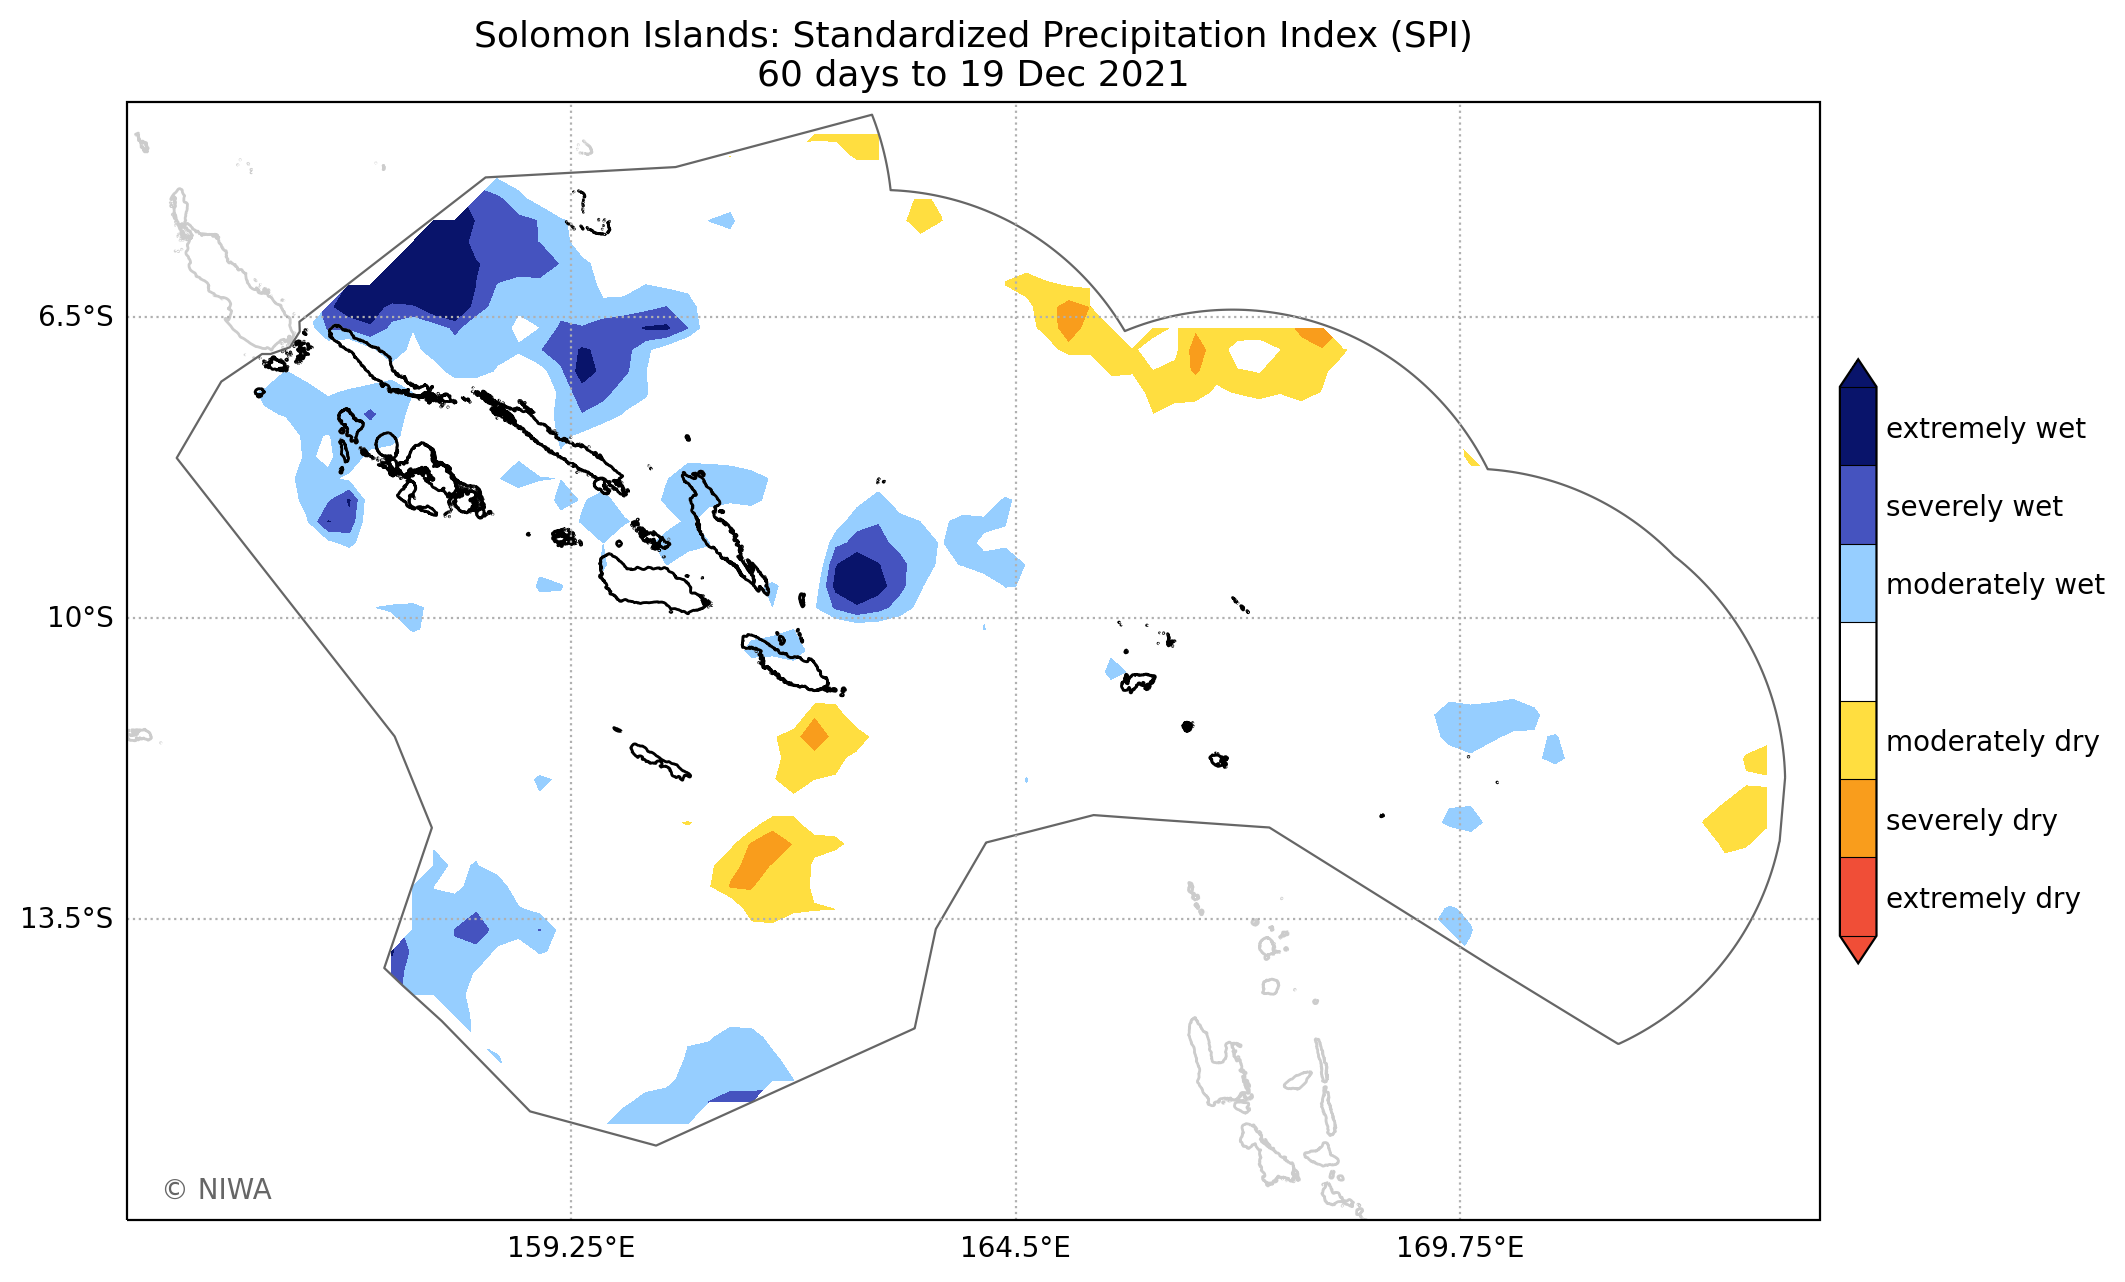 Solomon Islands: Standardized Precipitation Index (SPI)
60 days to 19 Dec 2021
6.5°S
10°S
13.5°S
159.25°E
164.5°E
169.75°E
extremely wet
severely wet
moderately wet
moderately dry
severely dry
extremely dry
© NIWA